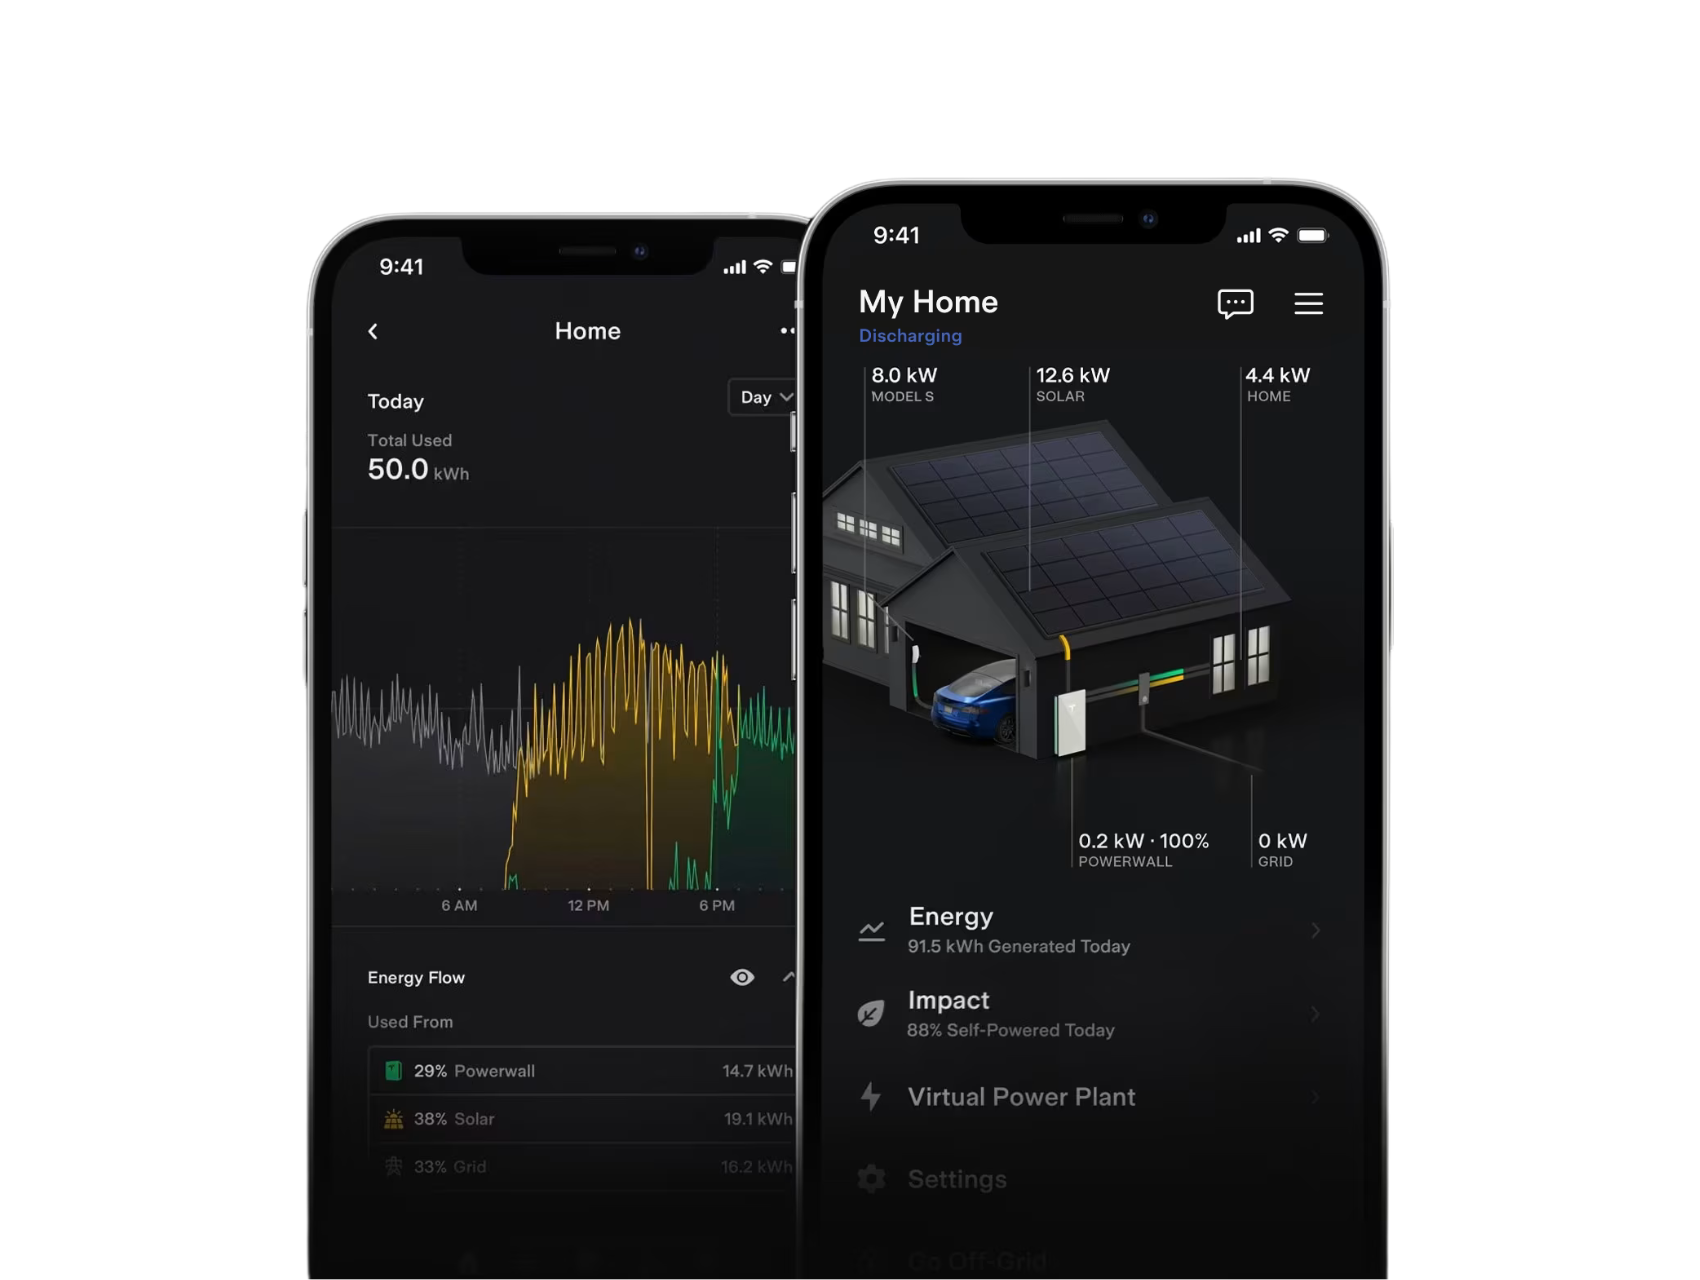 9:41
Home
Today
Day
Total Used
50.0 kWh
6 AM 12 PM 6 PM
Energy Flow
Used From
29% Powerwall 14.7 kWh
38% Solar 19.1 kWh
33% Grid 16.2 kWh
9:41
My Home
Discharging
8.0 kW 12.6 kW 4.4 kW
MODEL S SOLAR HOME
0.2 kW · 100% 0 kW
POWERWALL GRID
Energy
91.5 kWh Generated Today
Impact
88% Self-Powered Today
Virtual Power Plant
Settings
Go Off-Grid